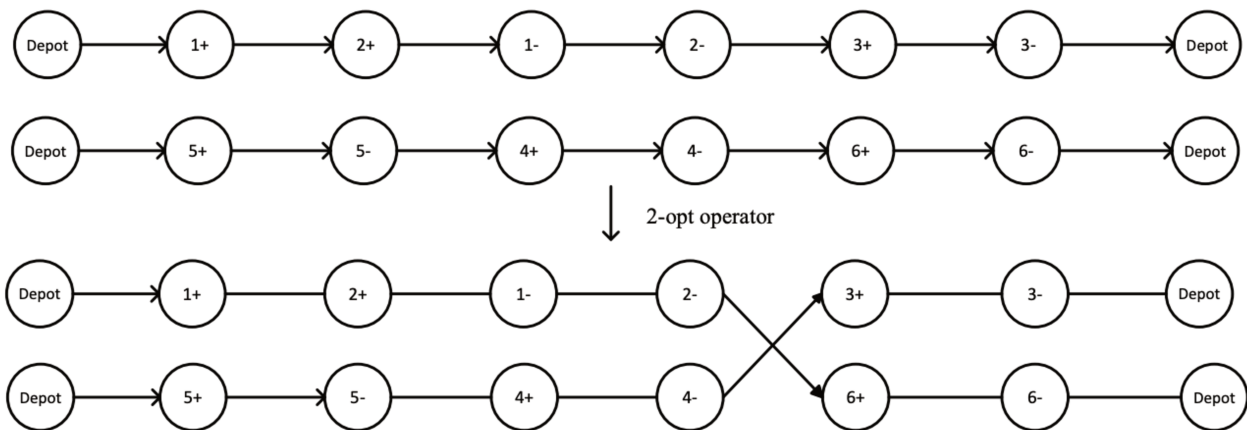 Depot 1+ 2+ 1- 2- 3+ 3- Depot
Depot 5+ 5- 4+ 4- 6+ 6- Depot
2-opt operator
Depot 1+ 2+ 1- 2- 3+ 3- Depot
Depot 5+ 5- 4+ 4- 6+ 6- Depot